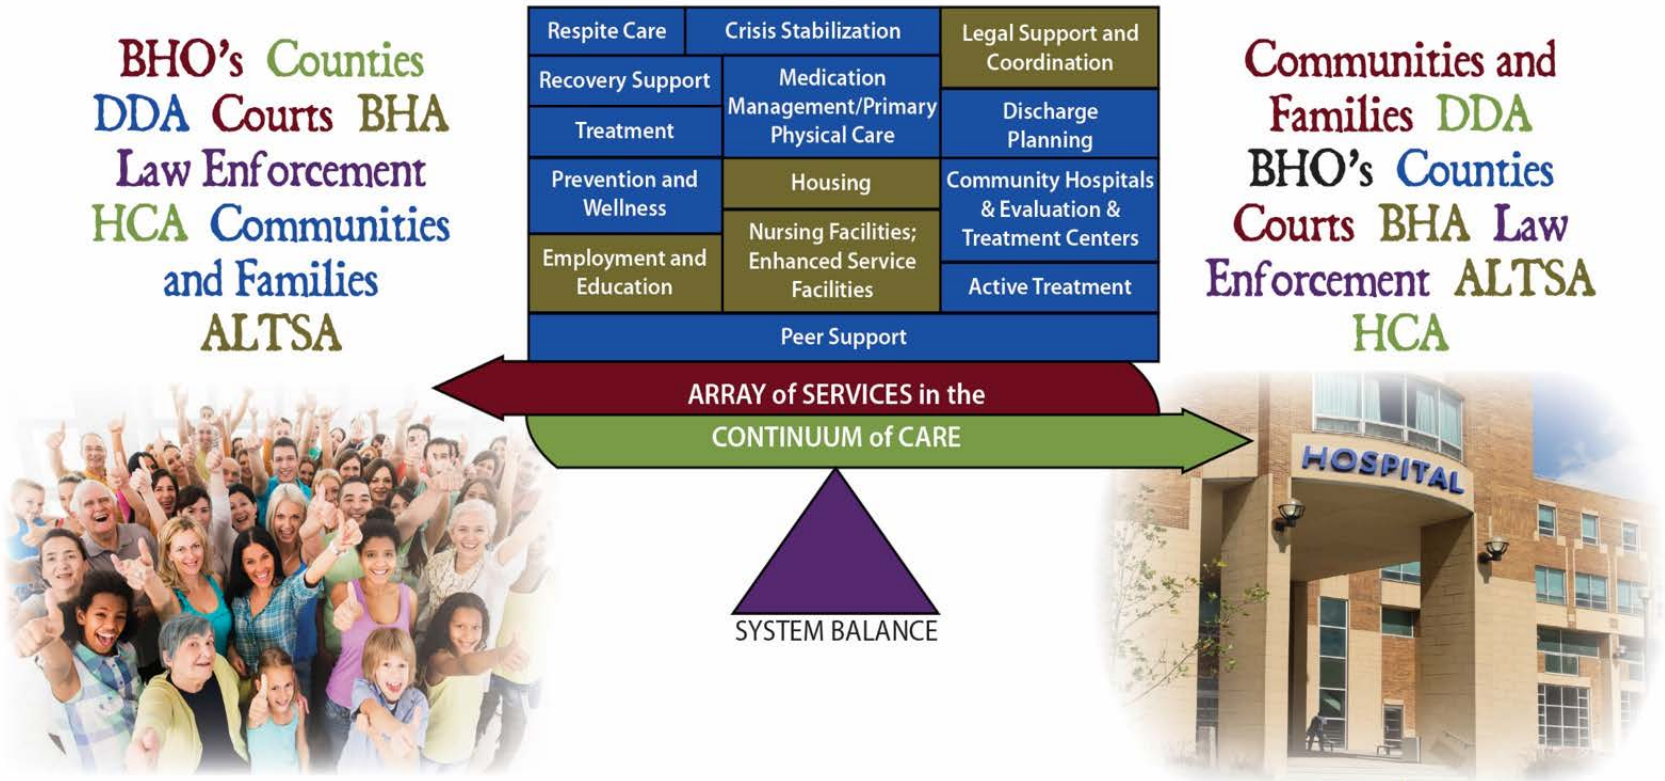 BHO's Counties
DDA Courts BHA
Law Enforcement
HCA Communities
and Families
ALTSA
Respite Care
Crisis Stabilization
Legal Support and
Coordination
Recovery Support
Medication
Management/Primary
Physical Care
Treatment
Discharge
Planning
Prevention and
Wellness
Housing
Community Hospitals
& Evaluation &
Treatment Centers
Employment and
Education
Nursing Facilities;
Enhanced Service
Facilities
Active Treatment
Peer Support
ARRAY of SERVICES in the
CONTINUUM of CARE
SYSTEM BALANCE
Communities and
Families DDA
BHO's Counties
Courts BHA Law
Enforcement ALTSA
HCA
HOSPITAL